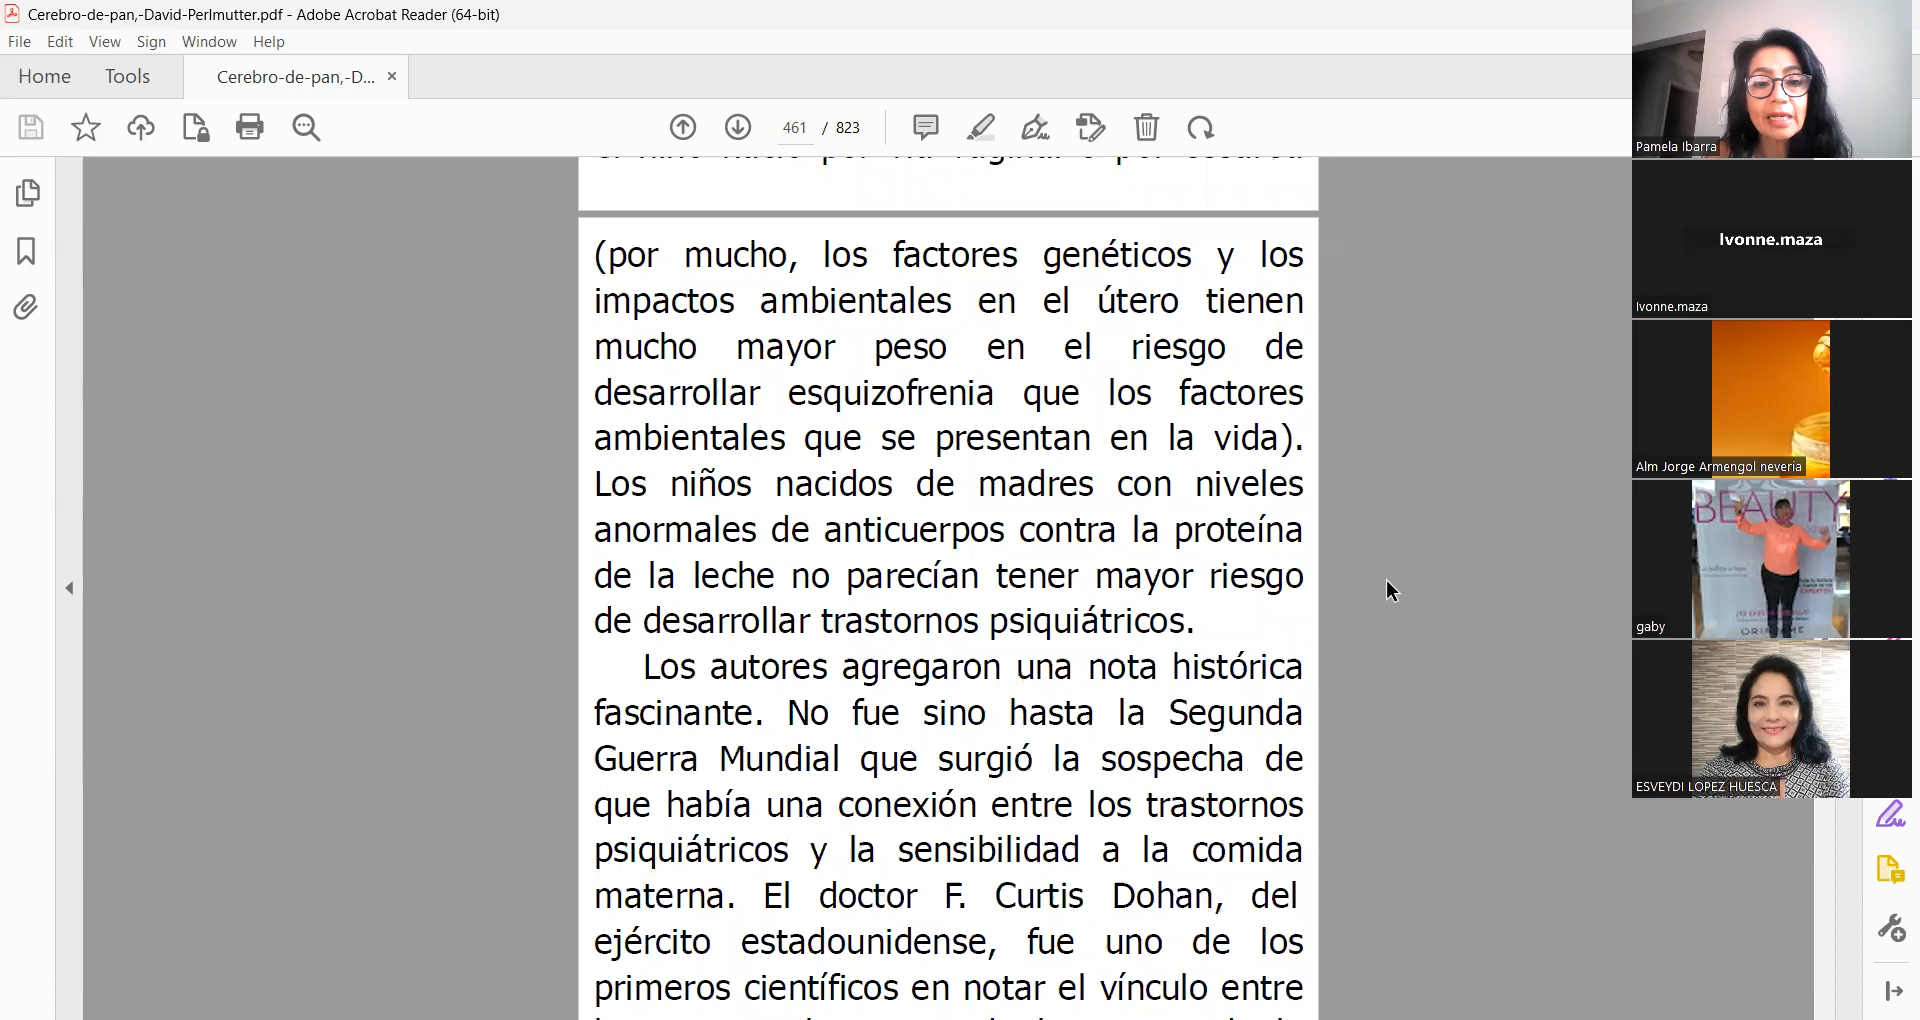 Cerebro-de-pan,-David-Perlmutter.pdf - Adobe Acrobat Reader (64-bit)
File Edit View Sign Window Help
Home Tools Cerebro-de-pan,-D... ×
461 / 823
(por mucho, los factores genéticos y los
impactos ambientales en el útero tienen
mucho mayor peso en el riesgo de
desarrollar esquizofrenia que los factores
ambientales que se presentan en la vida).
Los niños nacidos de madres con niveles
anormales de anticuerpos contra la proteína
de la leche no parecían tener mayor riesgo
de desarrollar trastornos psiquiátricos.
Los autores agregaron una nota histórica
fascinante. No fue sino hasta la Segunda
Guerra Mundial que surgió la sospecha de
que había una conexión entre los trastornos
psiquiátricos y la sensibilidad a la comida
materna. El doctor F. Curtis Dohan, del
ejército estadounidense, fue uno de los
primeros científicos en notar el vínculo entre
Pamela Ibarra
Ivonne.maza
Ivonne.maza
Alm Jorge Armengol neveria
BEAUTY
gaby
ESVEYDI LOPEZ HUESCA